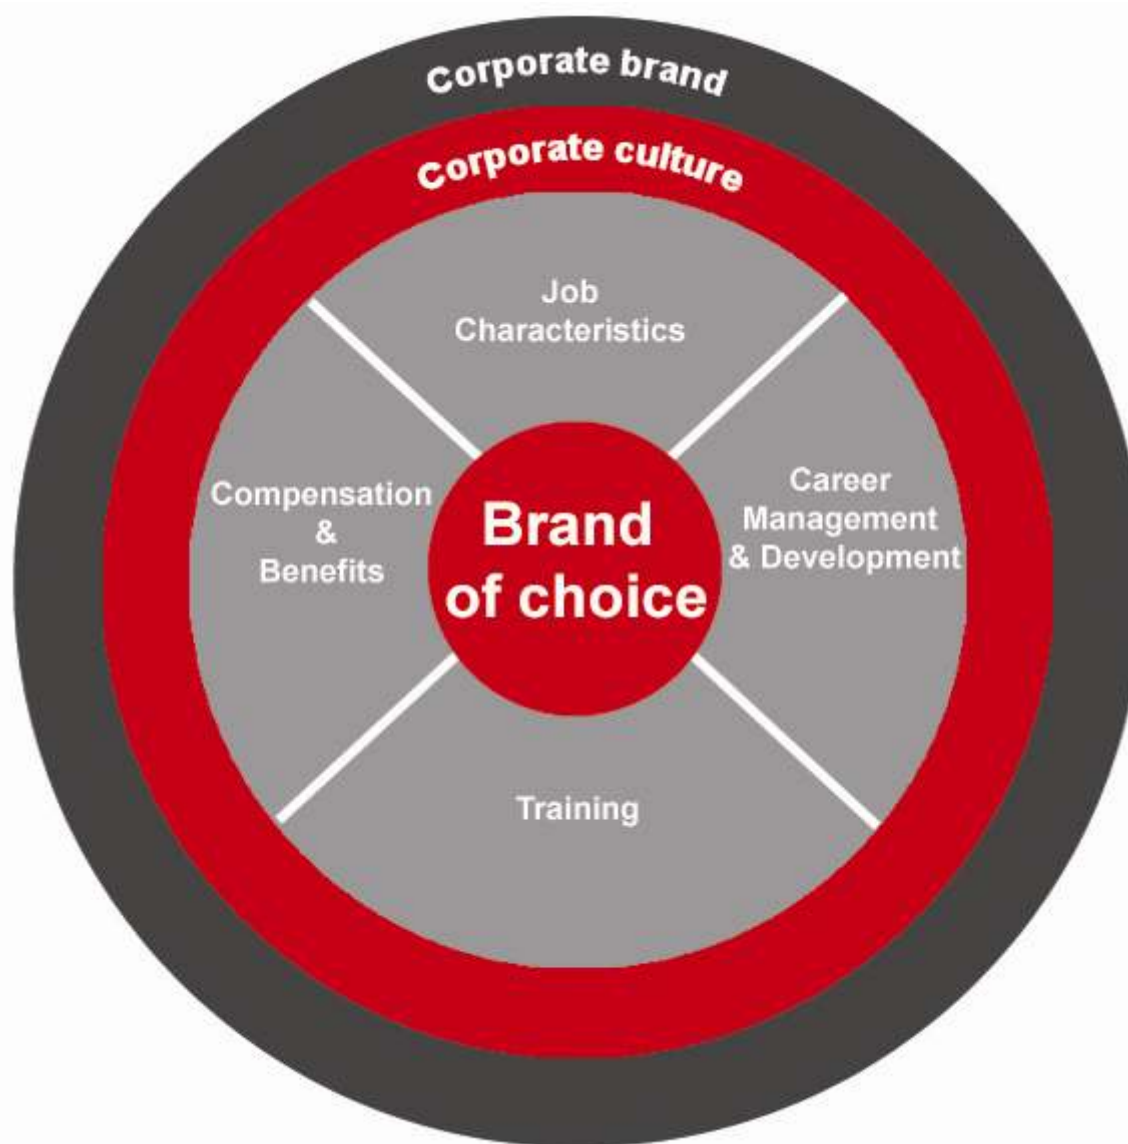 Corporate brand
Corporate culture
Job
Characteristics
Compensation
&
Benefits
Brand
of choice
Career
Management
& Development
Training